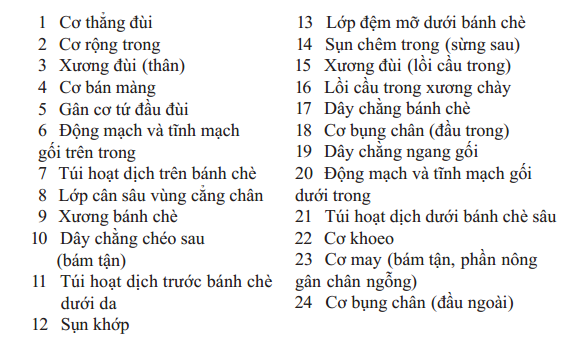 1 Cơ thẳng đùi
2 Cơ rộng trong
3 Xương đùi (thân)
4 Cơ bán màng
5 Gân cơ tứ đầu đùi
6 Động mạch và tĩnh mạch
gối trên trong
7 Túi hoạt dịch trên bánh chè
8 Lớp cân sâu vùng cẳng chân
9 Xương bánh chè
10 Dây chằng chéo sau
(bám tận)
11 Túi hoạt dịch trước bánh chè
dưới da
12 Sụn khớp
13 Lớp đệm mỡ dưới bánh chè
14 Sụn chêm trong (sừng sau)
15 Xương đùi (lồi cầu trong)
16 Lồi cầu trong xương chày
17 Dây chằng bánh chè
18 Cơ bụng chân (đầu trong)
19 Dây chằng ngang gối
20 Động mạch và tĩnh mạch gối
dưới trong
21 Túi hoạt dịch dưới bánh chè sâu
22 Cơ khoeo
23 Cơ may (bám tận, phần nông
gân chân ngỗng)
24 Cơ bụng chân (đầu ngoài)